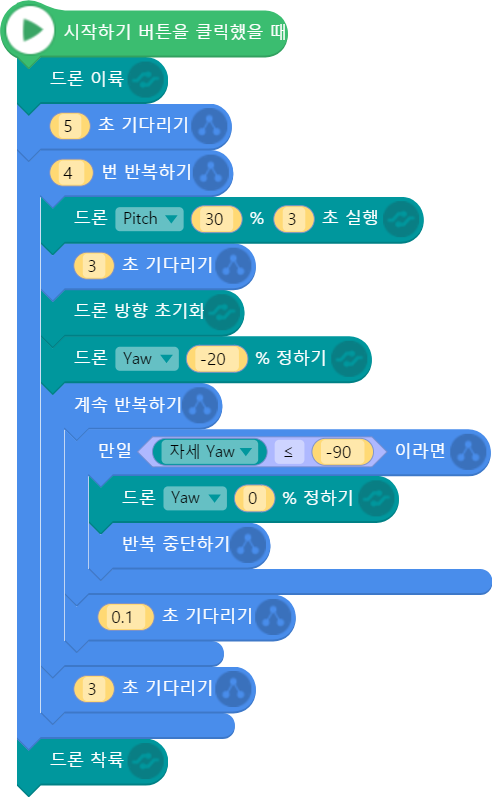 시작하기 버튼을 클릭했을 때
드론 이륙
5 초 기다리기
4 번 반복하기
드론 Pitch 30 % 3 초 실행
3 초 기다리기
드론 방향 초기화
드론 Yaw -20 % 정하기
계속 반복하기
만일 자세 Yaw ≤ -90 이라면
드론 Yaw 0 % 정하기
반복 중단하기
0.1 초 기다리기
3 초 기다리기
드론 착륙